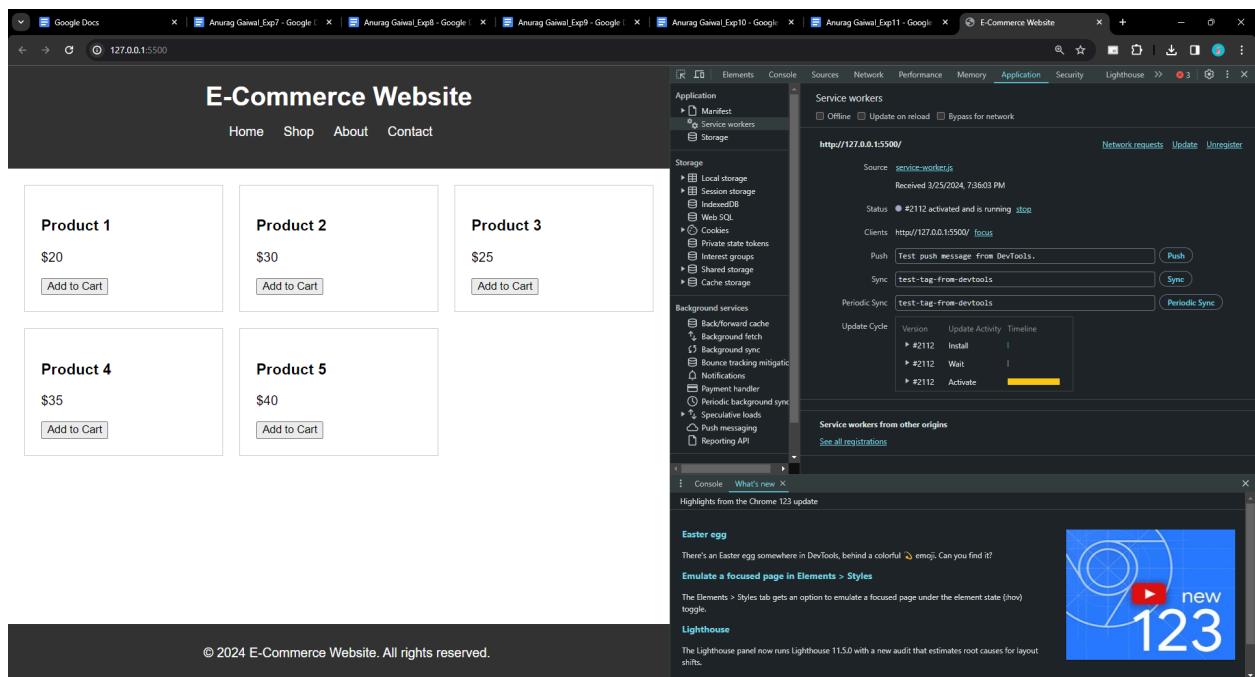 Google Docs
Anurag Gaiwal_Exp7 - Google
Anurag Gaiwal_Exp8 - Google
Anurag Gaiwal_Exp9 - Google
Anurag Gaiwal_Exp10 - Google
Anurag Gaiwal_Exp11 - Google
E-Commerce Website
127.0.0.1:5500
E-Commerce Website
Home Shop About Contact
Product 1
$20
Add to Cart
Product 2
$30
Add to Cart
Product 3
$25
Add to Cart
Product 4
$35
Add to Cart
Product 5
$40
Add to Cart
© 2024 E-Commerce Website. All rights reserved.
Elements Console Sources Network Performance Memory Application Security Lighthouse 3
Application
Manifest
Service workers
Storage
Storage
Local storage
Session storage
IndexedDB
Web SQL
Cookies
Private state tokens
Interest groups
Shared storage
Cache storage
Background services
Back/forward cache
Background fetch
Background sync
Bounce tracking mitigatic
Notifications
Payment handler
Periodic background sync
Speculative loads
Push messaging
Reporting API
Service workers
Offline Update on reload Bypass for network
http://127.0.0.1:5500/ Network requests Update Unregister
Source service-worker.js
Received 3/25/2024, 7:36:03 PM
Status #2112 activated and is running stop
Clients http://127.0.0.1:5500/ focus
Push Test push message from DevTools. Push
Sync test-tag-from-devtools Sync
Periodic Sync test-tag-from-devtools Periodic Sync
Update Cycle Version Update Activity Timeline
#2112 Install
#2112 Wait
#2112 Activate
Service workers from other origins
See all registrations
Console What's new
Highlights from the Chrome 123 update
Easter egg
There's an Easter egg somewhere in DevTools, behind a colorful 💫 emoji. Can you find it?
Emulate a focused page in Elements > Styles
The Elements > Styles tab gets an option to emulate a focused page under the element state (:hov)
toggle.
Lighthouse
The Lighthouse panel now runs Lighthouse 11.5.0 with a new audit that estimates root causes for layout
shifts.
new
123